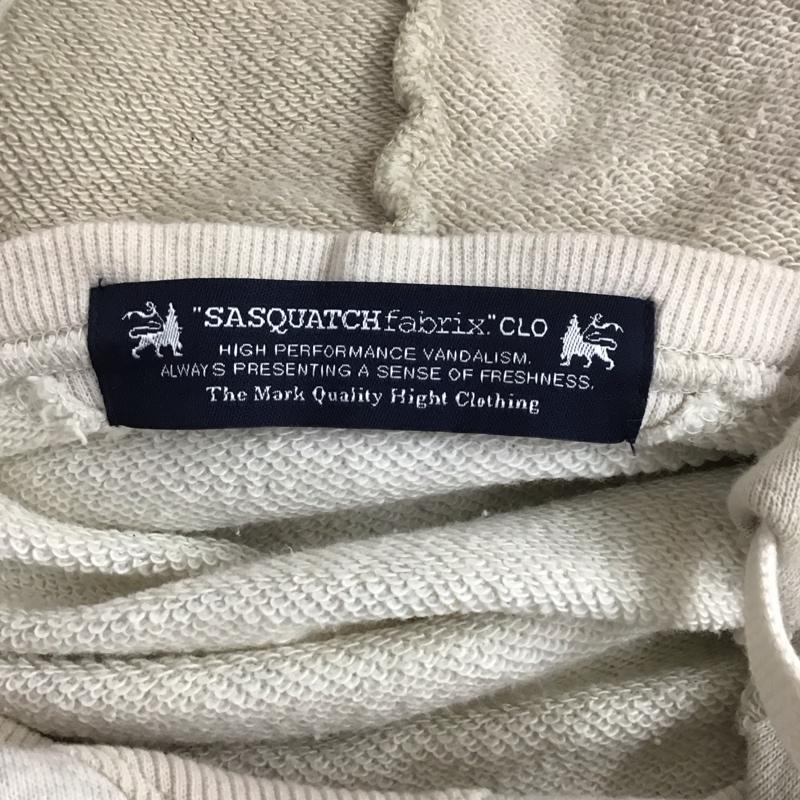 "SASQUATCHfabrix."CLO
HIGH PERFORMANCE VANDALISM.
ALWAYS PRESENTING A SENSE OF FRESHNESS.
The Mark Quality Hight Clothing